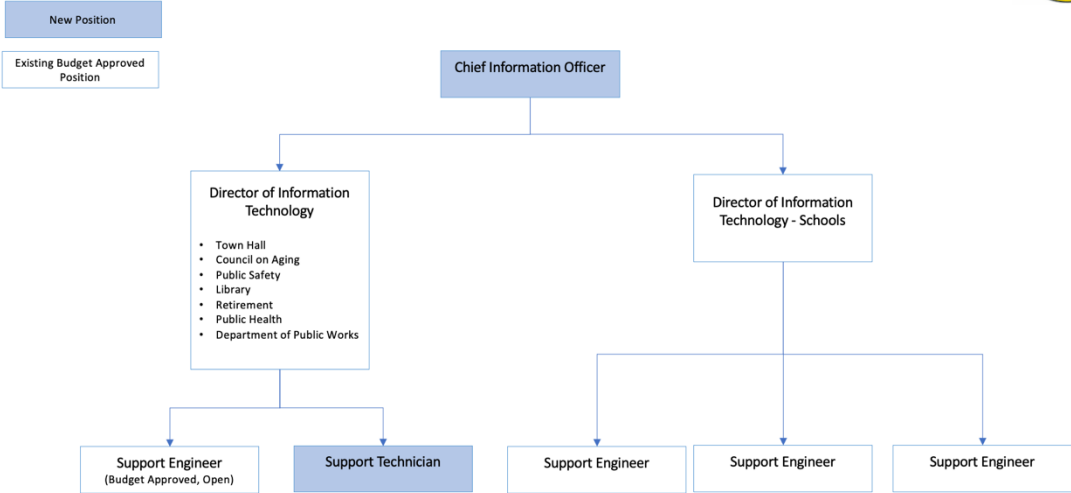 New Position
Existing Budget Approved
Position
Chief Information Officer
Director of Information
Technology
• Town Hall
• Council on Aging
• Public Safety
• Library
• Retirement
• Public Health
• Department of Public Works
Director of Information
Technology - Schools
Support Engineer
(Budget Approved, Open)
Support Technician
Support Engineer
Support Engineer
Support Engineer